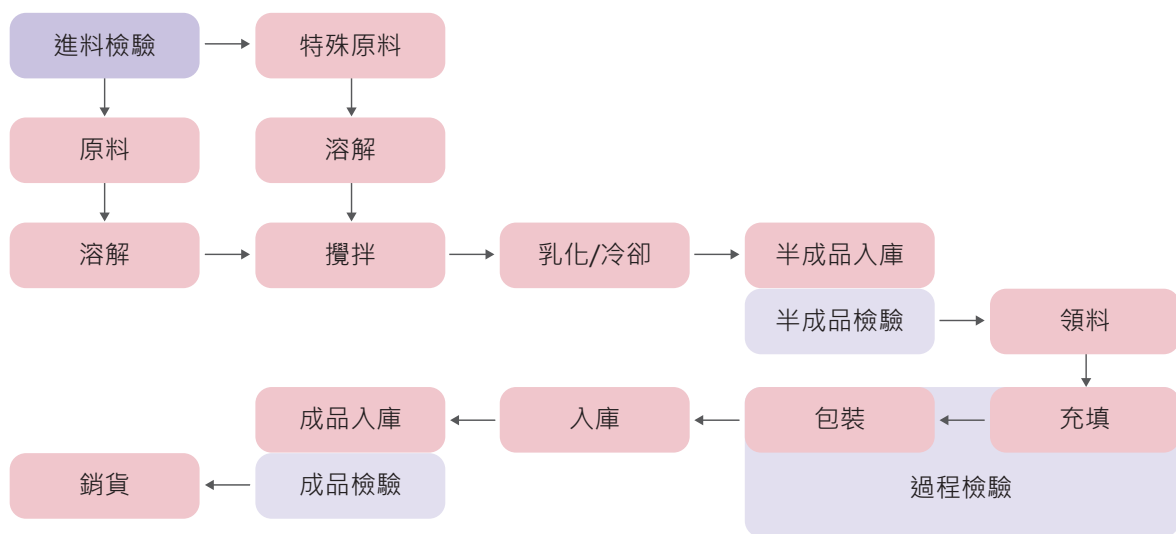 進料檢驗
特殊原料
原料
溶解
溶解
攪拌
乳化/冷卻
半成品入庫
半成品檢驗
領料
成品入庫
入庫
包裝
充填
銷貨
成品檢驗
過程檢驗